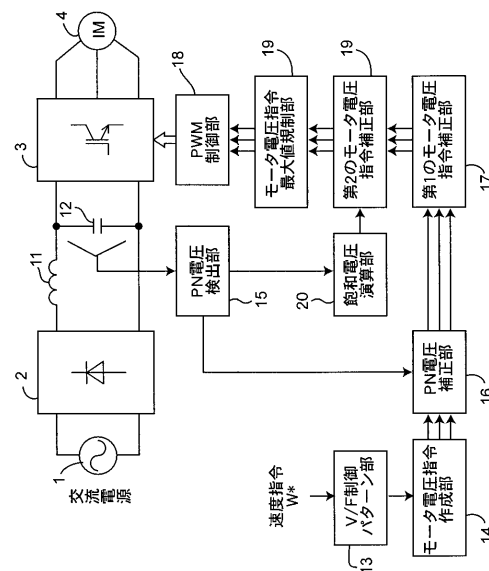 交流電源
1
2
11
12
3
4
IM
速度指令
W*
V/F制御
パターン部
13
モータ電圧指令
作成部
14
PN電圧
検出部
15
PN電圧
補正部
16
飽和電圧
演算部
20
第1のモータ電圧
指令補正部
17
第2のモータ電圧
指令補正部
19
モータ電圧指令
最大値規制部
19
PWM
制御部
18